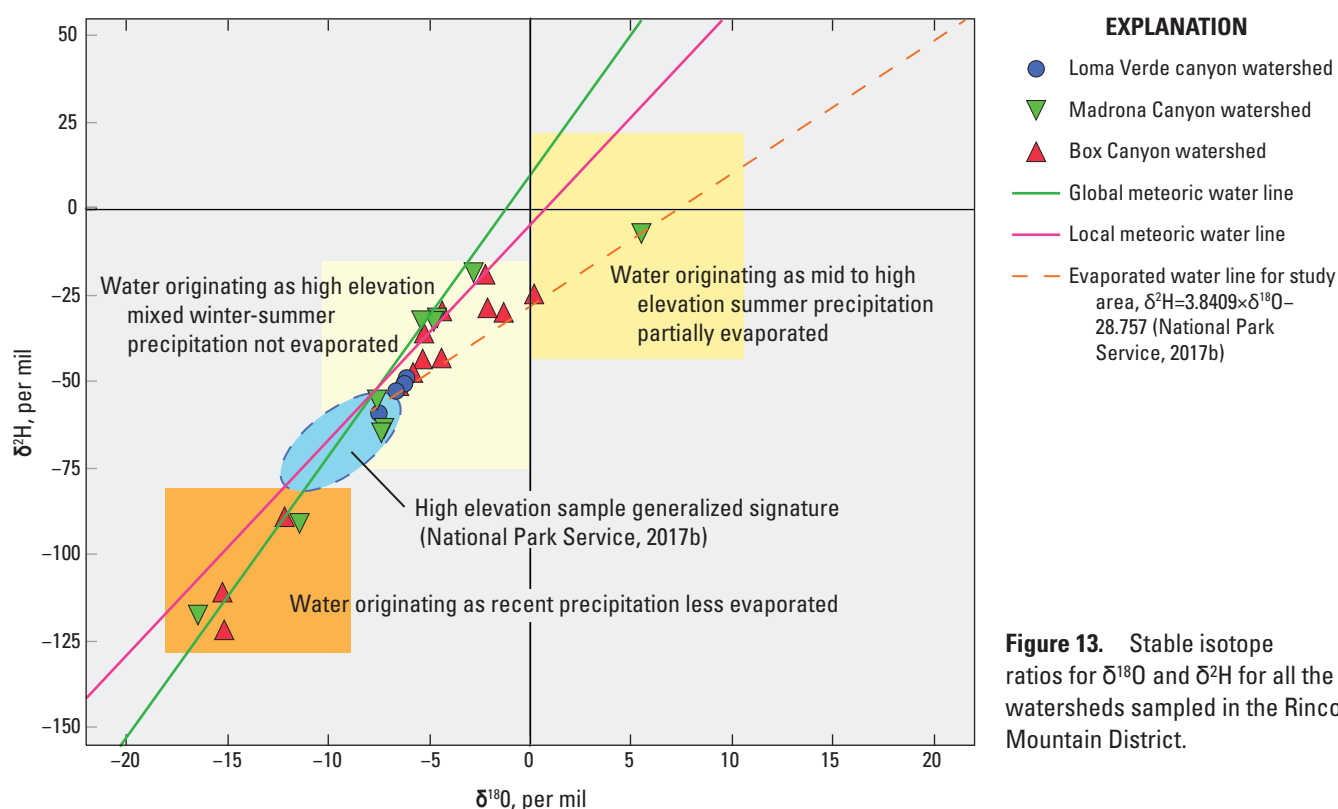 50
25
0
−25
−50
−75
−100
−125
−150
δ²H, per mil
−20
−15
−10
−5
0
5
10
15
20
δ¹⁸O, per mil
Water originating as high elevation
mixed winter-summer
precipitation not evaporated
Water originating as mid to high
elevation summer precipitation
partially evaporated
High elevation sample generalized signature
(National Park Service, 2017b)
Water originating as recent precipitation less evaporated
EXPLANATION
Loma Verde canyon watershed
Madrona Canyon watershed
Box Canyon watershed
Global meteoric water line
Local meteoric water line
Evaporated water line for study
area, δ²H=3.8409×δ¹⁸O−
28.757 (National Park
Service, 2017b)
Figure 13. Stable isotope
ratios for δ¹⁸O and δ²H for all the
watersheds sampled in the Rinco
Mountain District.